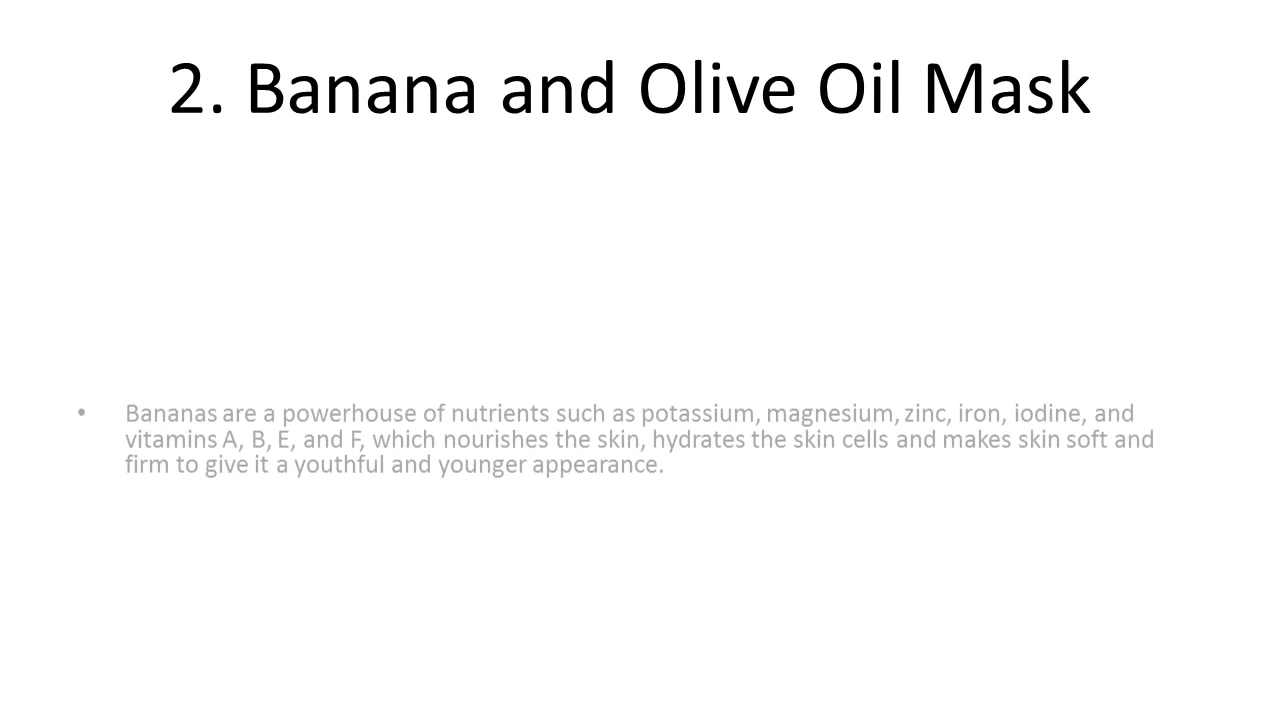 2. Banana and Olive Oil Mask
• Bananas are a powerhouse of nutrients such as potassium, magnesium, zinc, iron, iodine, and
vitamins A, B, E, and F, which nourishes the skin, hydrates the skin cells and makes skin soft and
firm to give it a youthful and younger appearance.